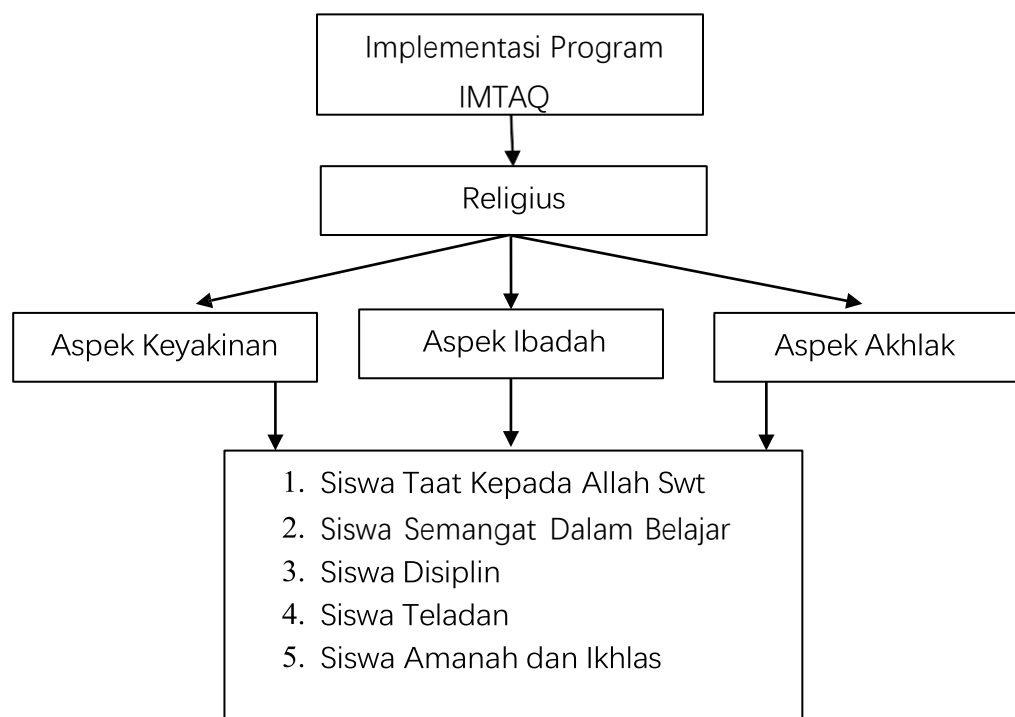 Implementasi Program
IMTAQ
Religius
Aspek Keyakinan
Aspek Ibadah
Aspek Akhlak
1. Siswa Taat Kepada Allah Swt
2. Siswa Semangat Dalam Belajar
3. Siswa Disiplin
4. Siswa Teladan
5. Siswa Amanah dan Ikhlas